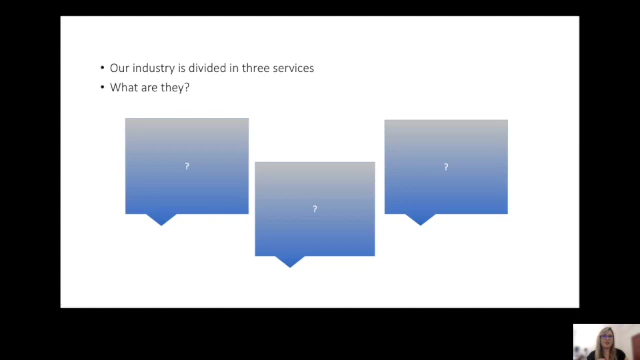 • Our industry is divided in three services
• What are they?
?
?
?